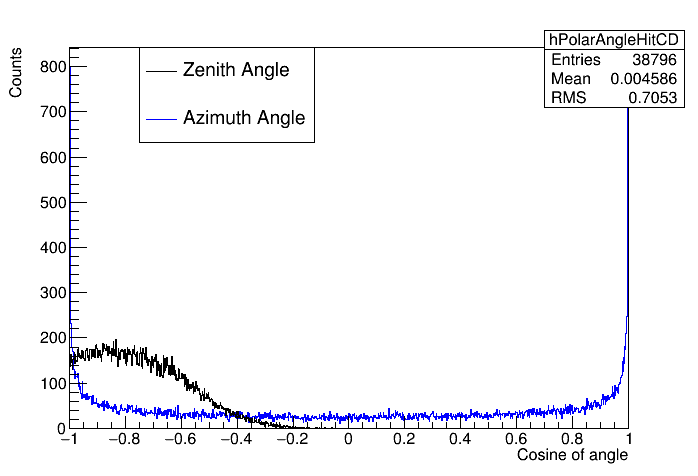 hPolarAngleHitCD
Entries 38796
Mean 0.004586
RMS 0.7053
Zenith Angle
Azimuth Angle
Counts
800
700
600
500
400
300
200
100
0
−1 −0.8 −0.6 −0.4 −0.2 0 0.2 0.4 0.6 0.8 1
Cosine of angle